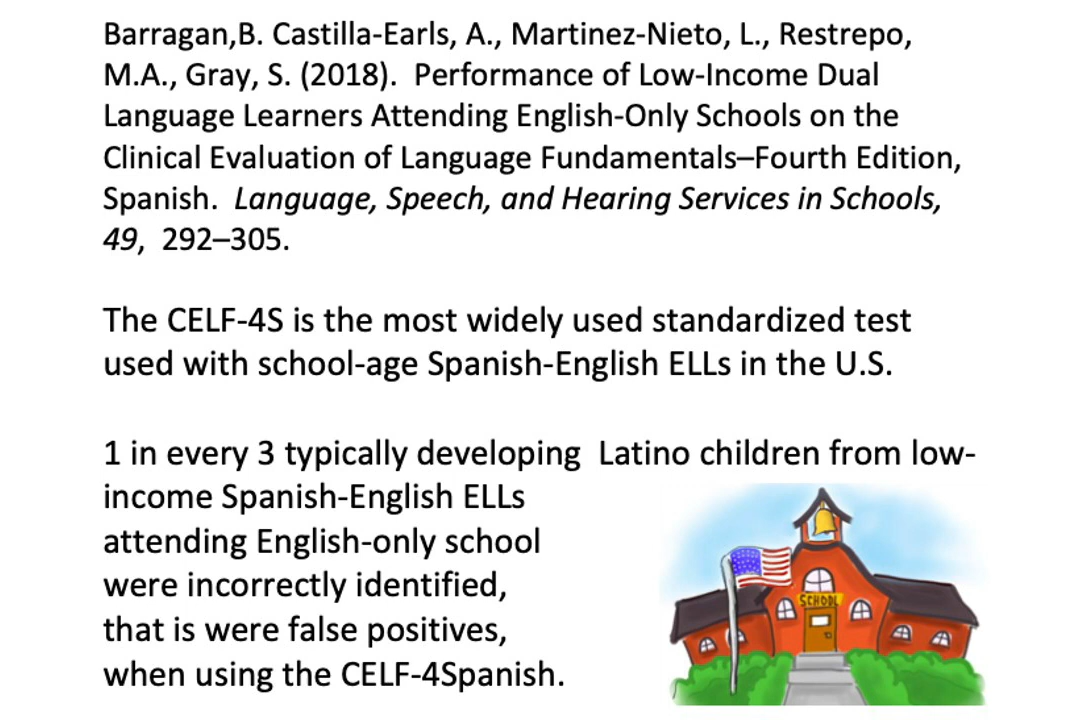 Barragan,B. Castilla-Earls, A., Martinez-Nieto, L., Restrepo,
M.A., Gray, S. (2018).  Performance of Low-Income Dual
Language Learners Attending English-Only Schools on the
Clinical Evaluation of Language Fundamentals–Fourth Edition,
Spanish.  Language, Speech, and Hearing Services in Schools,
49,  292–305.
The CELF-4S is the most widely used standardized test
used with school-age Spanish-English ELLs in the U.S.
1 in every 3 typically developing  Latino children from low-
income Spanish-English ELLs
attending English-only school
were incorrectly identified,
that is were false positives,
when using the CELF-4Spanish.
SCHOOL